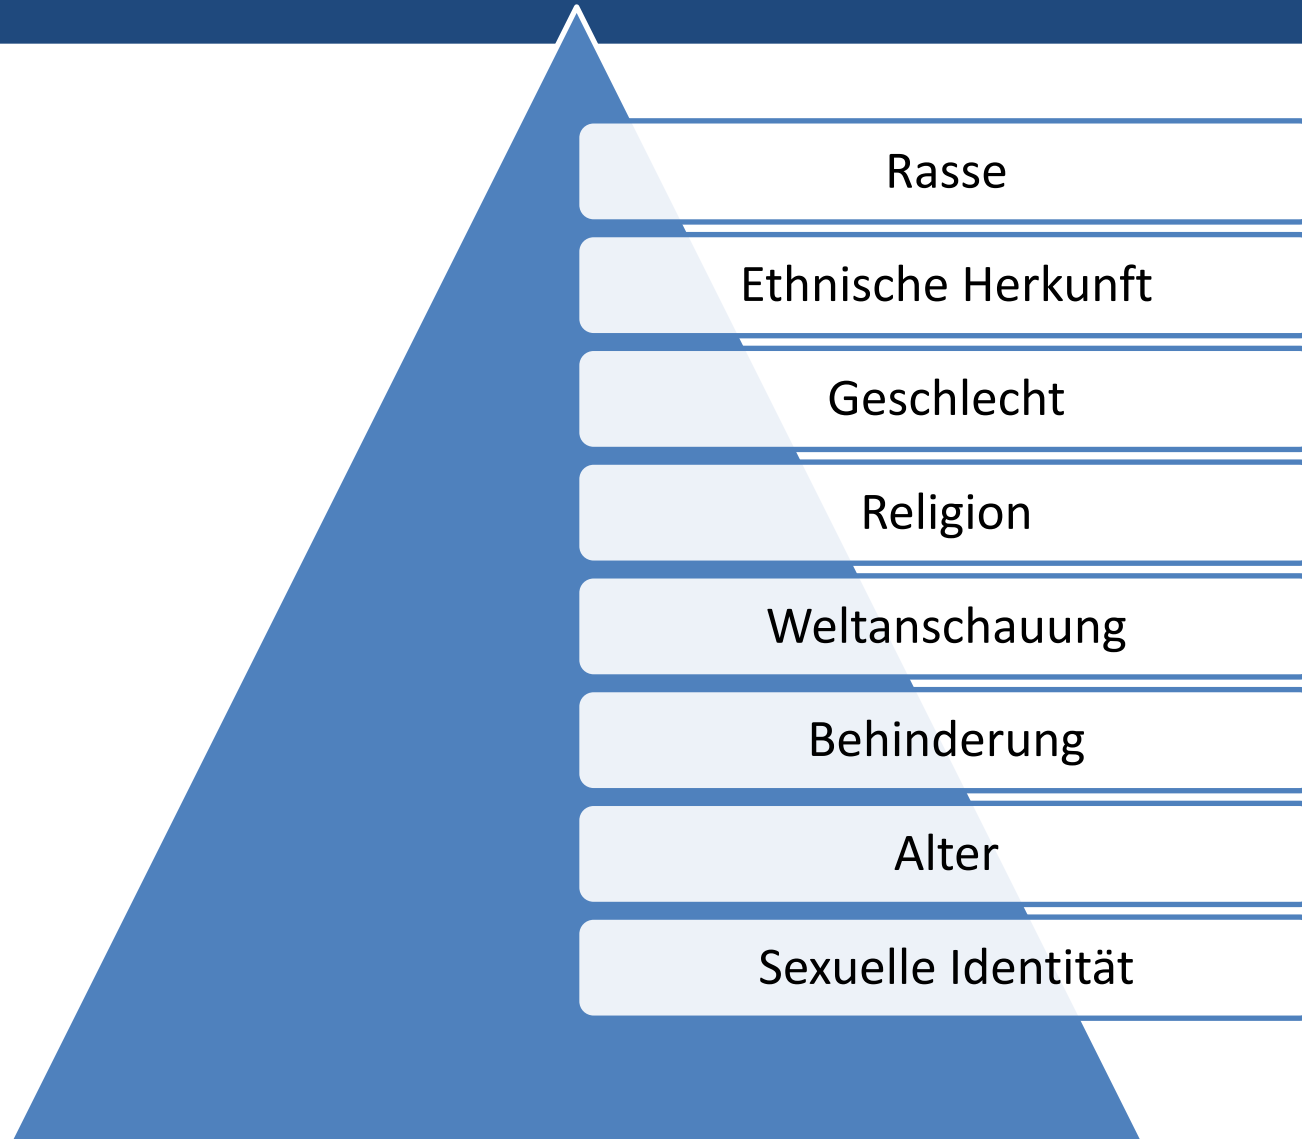 Rasse
Ethnische Herkunft
Geschlecht
Religion
Weltanschauung
Behinderung
Alter
Sexuelle Identität